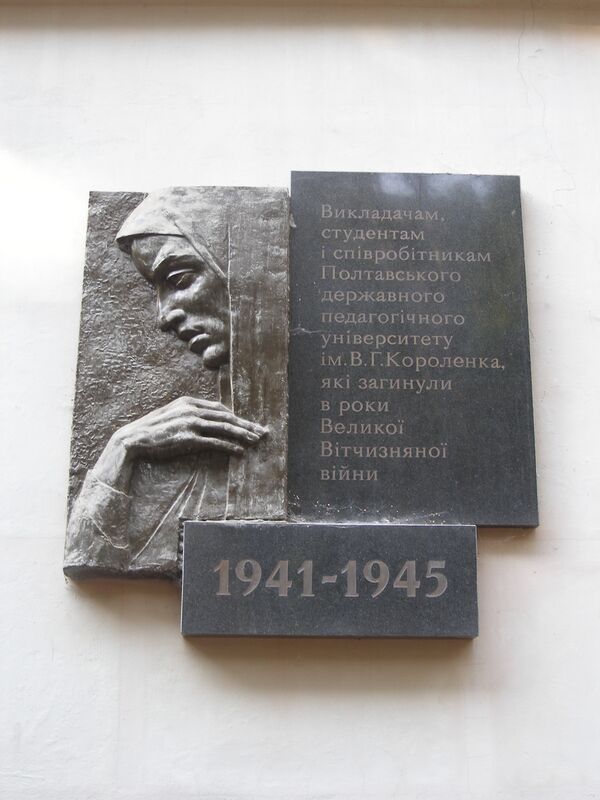 Викладачам,
студентам
і співробітникам
Полтавського
державного
педагогічного
університету
ім.В.Г.Короленка,
які загинули
в роки
Великої
Вітчизняної
війни
1941-1945